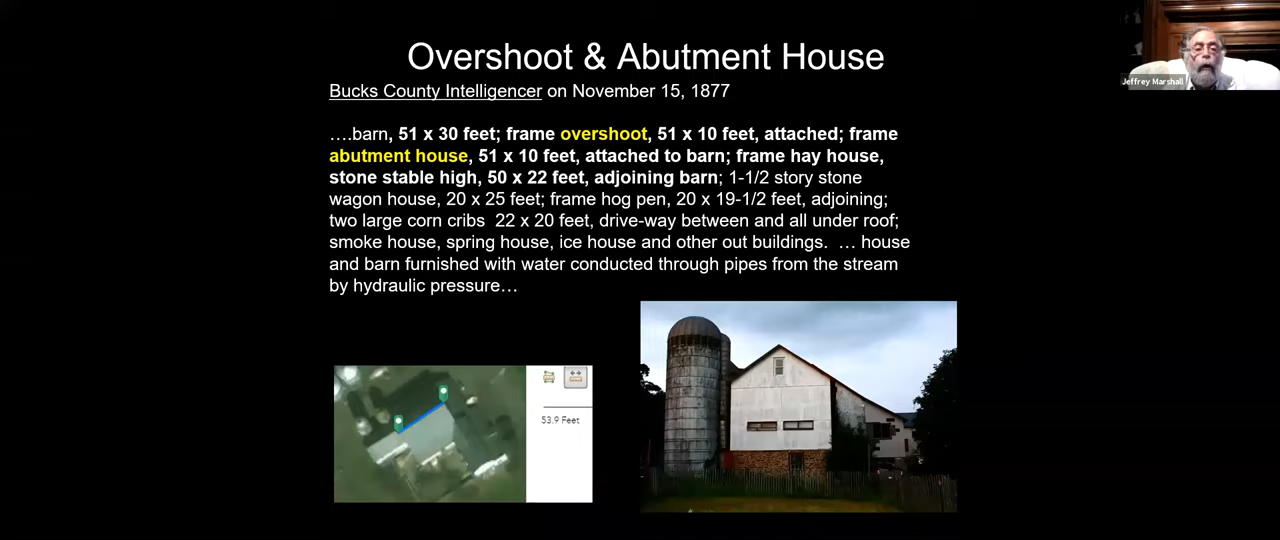 Overshoot & Abutment House
Bucks County Intelligencer on November 15, 1877
….barn, 51 x 30 feet; frame overshoot, 51 x 10 feet, attached; frame
abutment house, 51 x 10 feet, attached to barn; frame hay house,
stone stable high, 50 x 22 feet, adjoining barn; 1-1/2 story stone
wagon house, 20 x 25 feet; frame hog pen, 20 x 19-1/2 feet, adjoining;
two large corn cribs  22 x 20 feet, drive-way between and all under roof;
smoke house, spring house, ice house and other out buildings.  … house
and barn furnished with water conducted through pipes from the stream
by hydraulic pressure…
53.9 Feet
Jeffrey Marshall